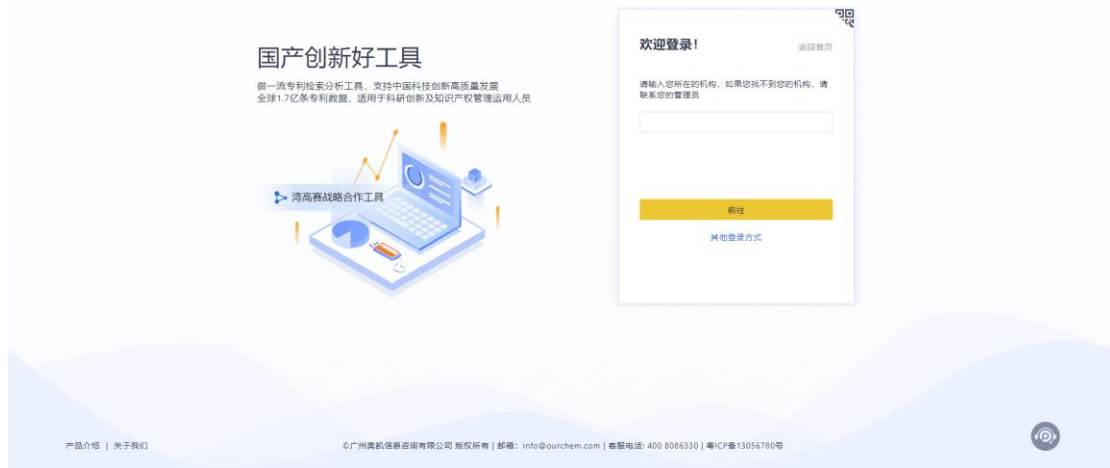 国产创新好工具
做一流专利检索分析工具，支持中国科技创新高质量发展
全球1.7亿条专利数据，适用于科研创新及知识产权管理运用人员
湾高赛战略合作工具
欢迎登录！
返回首页
请输入您所在的机构，如果您找不到您的机构，请
联系您的管理员
前往
其他登录方式
产品介绍 | 关于我们
©广州奥凯信息咨询有限公司 版权所有 | 邮箱：info@ourchem.com | 客服电话: 400 8086330 | 粤ICP备13056780号